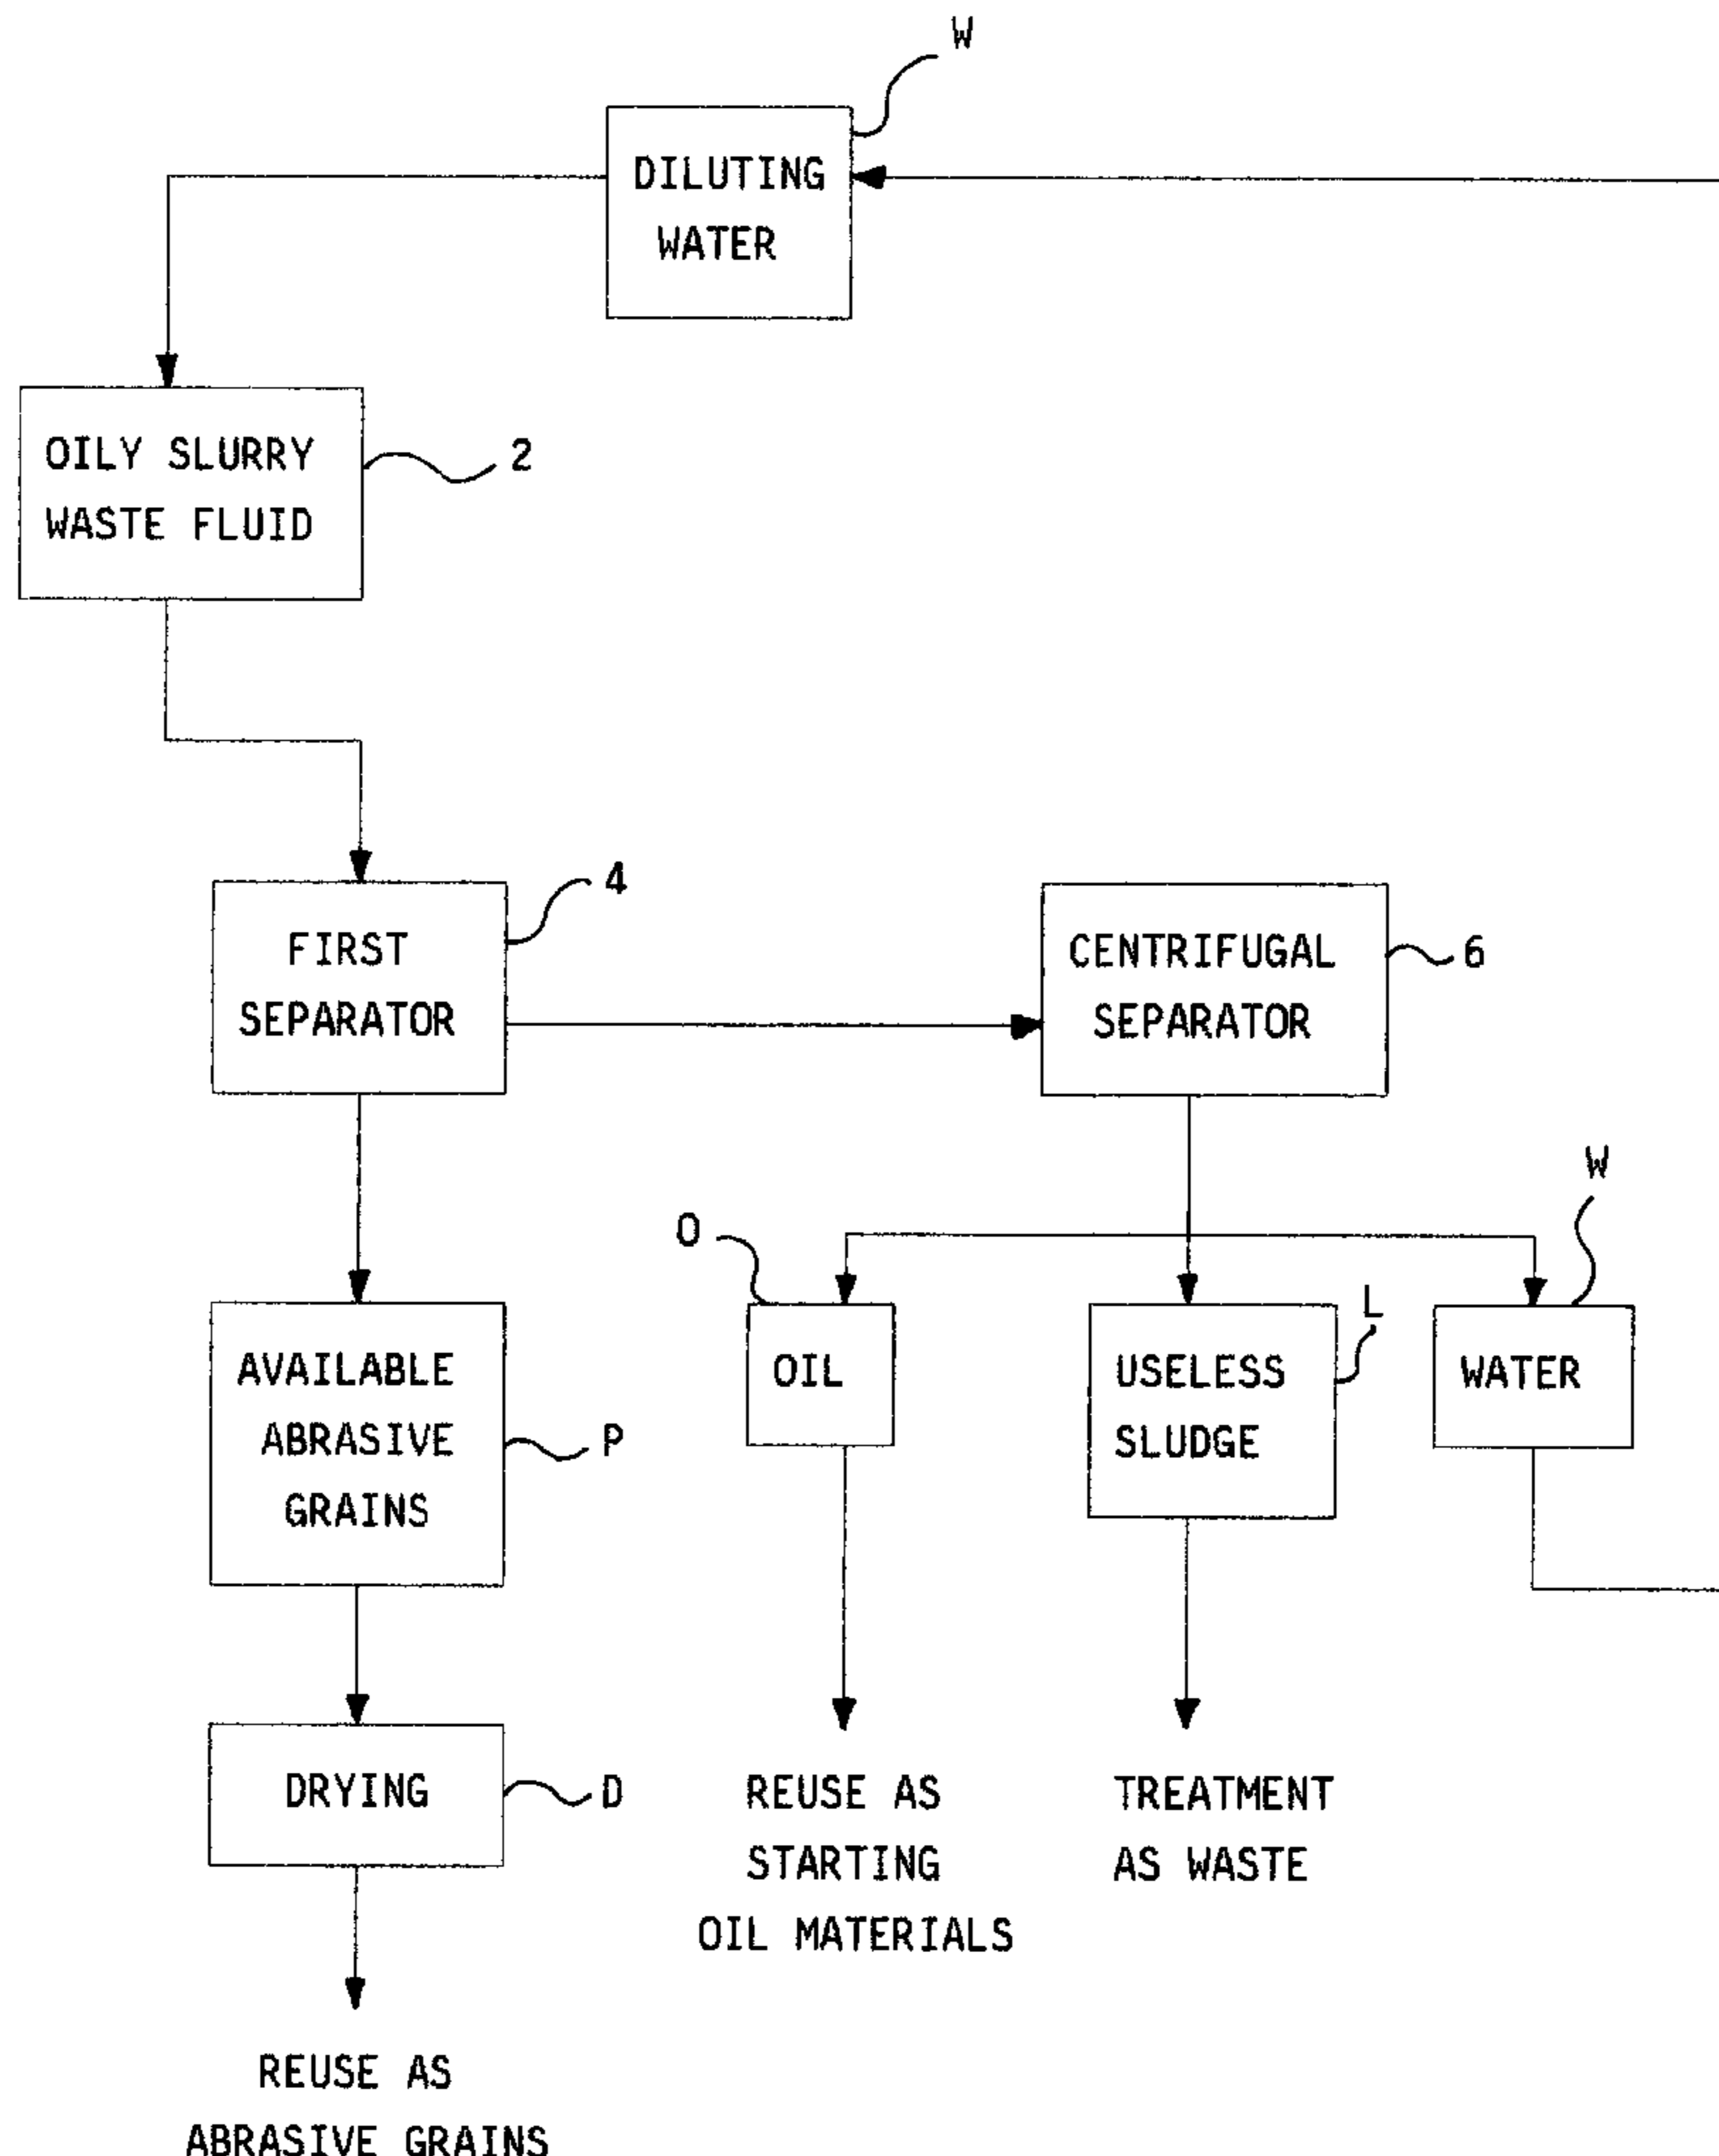 W
DILUTING
WATER
OILY SLURRY
WASTE FLUID
2
FIRST
SEPARATOR
4
CENTRIFUGAL
SEPARATOR
6
AVAILABLE
ABRASIVE
GRAINS
P
O
OIL
USELESS
SLUDGE
L
W
WATER
DRYING
D
REUSE AS
STARTING
OIL MATERIALS
TREATMENT
AS WASTE
REUSE AS
ABRASIVE GRAINS